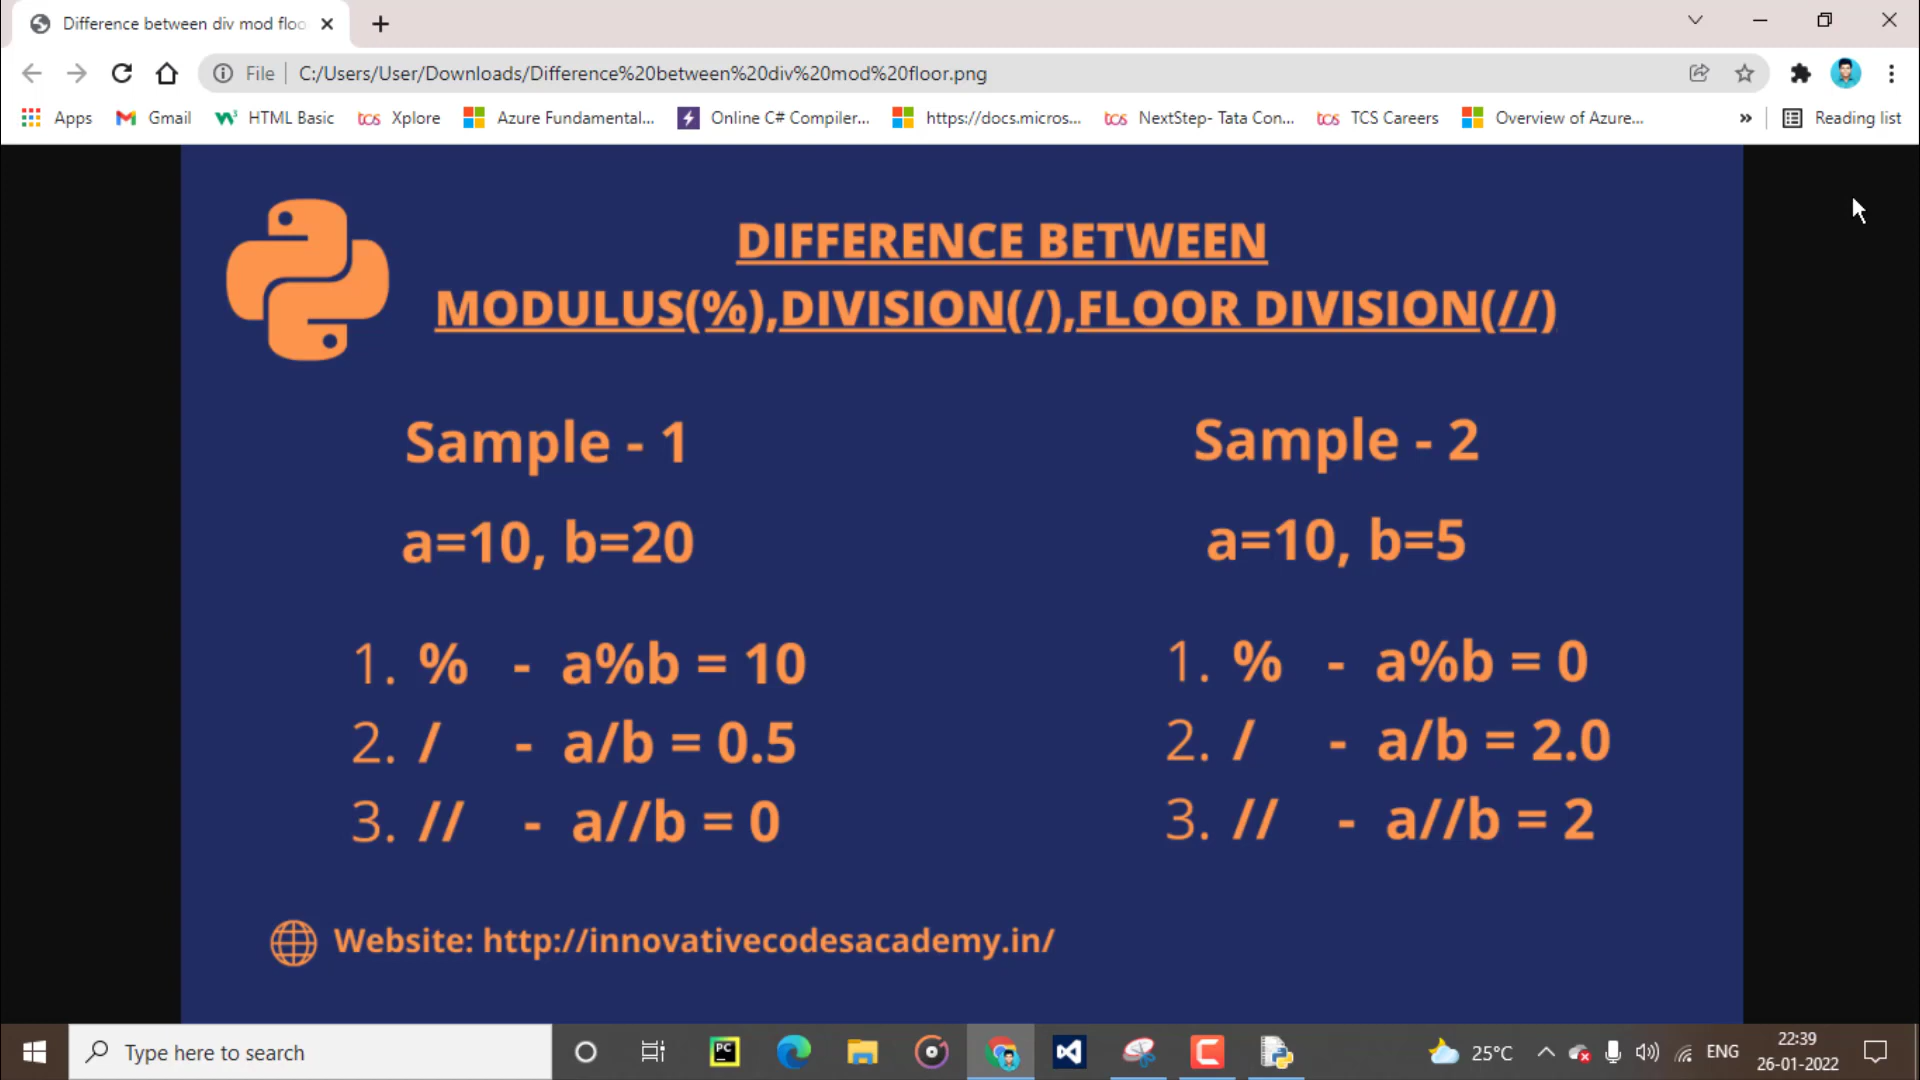 Difference between div mod floo
File
C:/Users/User/Downloads/Difference%20between%20div%20mod%20floor.png
Apps
Gmail
HTML Basic
tcs Xplore
Azure Fundamental...
Online C# Compiler...
https://docs.micros...
tcs NextStep- Tata Con...
tcs TCS Careers
Overview of Azure...
»
Reading list
DIFFERENCE BETWEEN
MODULUS(%),DIVISION(/),FLOOR DIVISION(//)
Sample - 1
a=10, b=20
1. % - a%b = 10
2. / - a/b = 0.5
3. // - a//b = 0
Sample - 2
a=10, b=5
1. % - a%b = 0
2. / - a/b = 2.0
3. // - a//b = 2
Website: http://innovativecodesacademy.in/
Type here to search
PC
25°C
ENG
22:39
26-01-2022